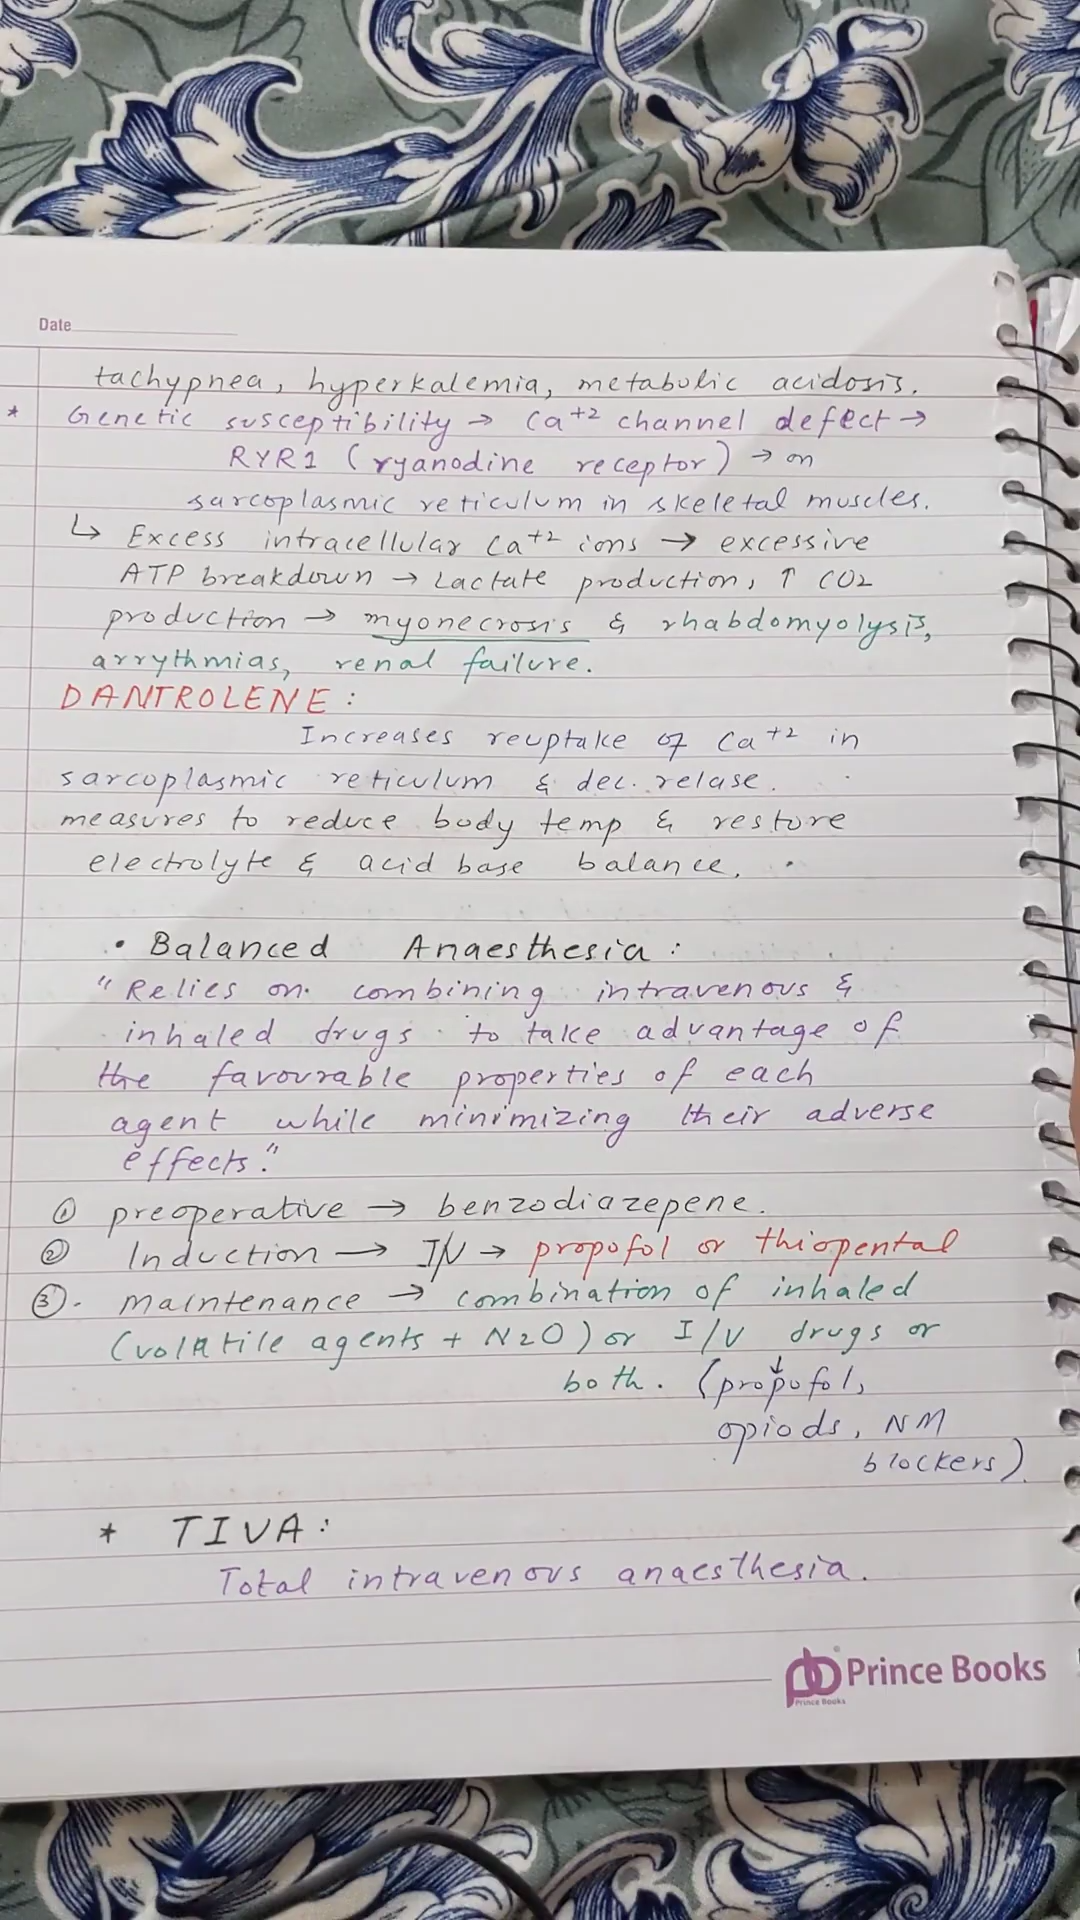 Date
tachypnea, hyperkalemia, metabolic acidosis.
* Genetic susceptibility → Ca+2 channel defect →
RYR1 (ryanodine receptor) → on
sarcoplasmic reticulum in skeletal muscles.
↳ Excess intracellular Ca+2 ions → excessive
ATP breakdown → Lactate production, ↑ CO2
production → myonecrosis & rhabdomyolysis,
arrythmias, renal failure.
DANTROLENE :
Increases reuptake of Ca+2 in
sarcoplasmic reticulum & dec. relase.
measures to reduce body temp & restore
electrolyte & acid base balance.
• Balanced Anaesthesia :
"Relies on combining intravenous &
inhaled drugs to take advantage of
the favourable properties of each
agent while minimizing their adverse
effects."
① preoperative → benzodiazepene.
② Induction → I/V → propofol or thiopental
③. maintenance → combination of inhaled
(volatile agents + N2O) or I/V drugs or
both. (propofol,
opiods, NM
blockers)
* TIVA :
Total intravenous anaesthesia.
pb Prince Books
Prince Books